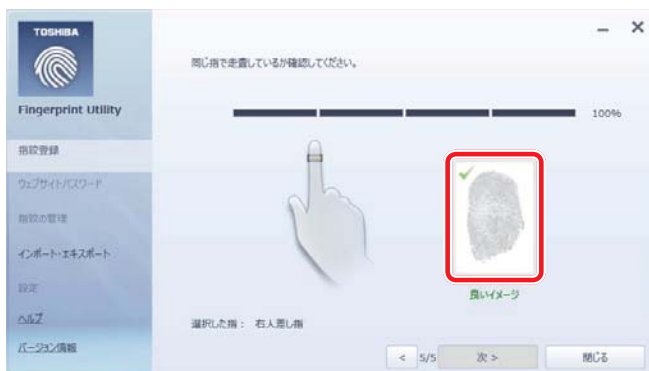 TOSHIBA
Fingerprint Utility
指紋登録
ウェブサイトパスワード
指紋の管理
インポート・エキスポート
設定
ヘルプ
バージョン情報
同じ指で走査しているか確認してください。
100%
良いイメージ
選択した指： 右人差し指
< 5/5 次 > 閉じる